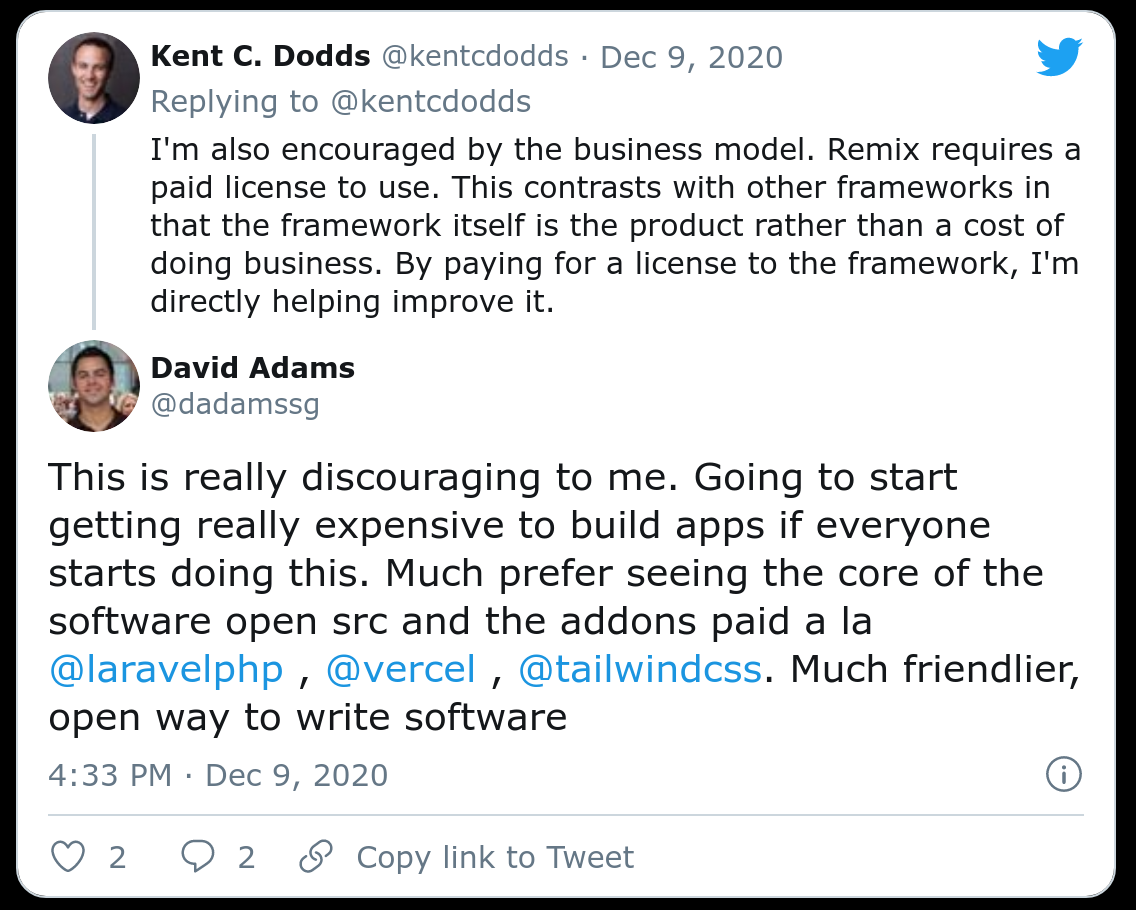 Kent C. Dodds @kentcdodds · Dec 9, 2020
Replying to @kentcdodds
I'm also encouraged by the business model. Remix requires a
paid license to use. This contrasts with other frameworks in
that the framework itself is the product rather than a cost of
doing business. By paying for a license to the framework, I'm
directly helping improve it.
David Adams
@dadamssg
This is really discouraging to me. Going to start
getting really expensive to build apps if everyone
starts doing this. Much prefer seeing the core of the
software open src and the addons paid a la
@laravelphp , @vercel , @tailwindcss. Much friendlier,
open way to write software
4:33 PM · Dec 9, 2020
2 2 Copy link to Tweet